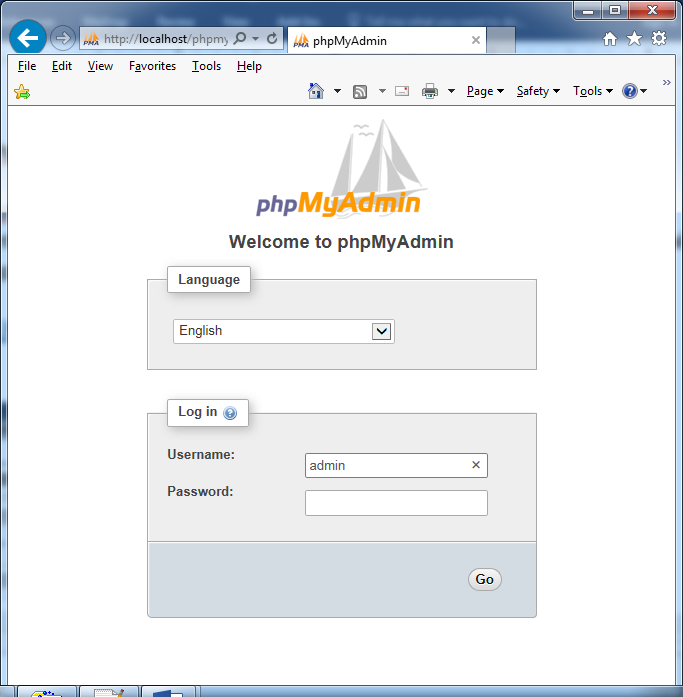 http://localhost/phpmy
PMA
phpMyAdmin
File Edit View Favorites Tools Help
Page Safety Tools
phpMyAdmin
Welcome to phpMyAdmin
Language
English
Log in
Username:
admin
Password:
Go